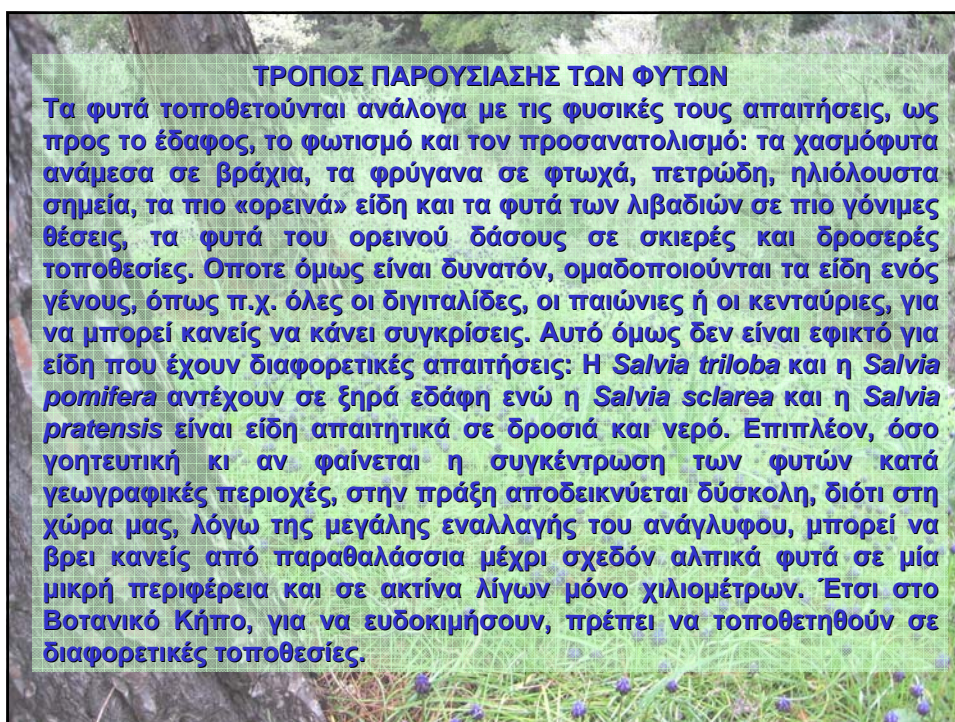 ΤΡΟΠΟΣ ΠΑΡΟΥΣΙΑΣΗΣ ΤΩΝ ΦΥΤΩΝ
Τα φυτά τοποθετούνται ανάλογα με τις φυσικές τους απαιτήσεις, ως
προς το έδαφος, το φωτισμό και τον προσανατολισμό: τα χασμόφυτα
ανάμεσα σε βράχια, τα φρύγανα σε φτωχά, πετρώδη, ηλιόλουστα
σημεία, τα πιο «ορεινά» είδη και τα φυτά των λιβαδιών σε πιο γόνιμες
θέσεις, τα φυτά του ορεινού δάσους σε σκιερές και δροσερές
τοποθεσίες. Οποτε όμως είναι δυνατόν, ομαδοποιούνται τα είδη ενός
γένους, όπως π.χ. όλες οι διγιταλίδες, οι παιώνιες ή οι κενταύριες, για
να μπορεί κανείς να κάνει συγκρίσεις. Αυτό όμως δεν είναι εφικτό για
είδη που έχουν διαφορετικές απαιτήσεις: Η Salvia triloba και η Salvia
pomifera αντέχουν σε ξηρά εδάφη ενώ η Salvia sclarea και η Salvia
pratensis είναι είδη απαιτητικά σε δροσιά και νερό. Επιπλέον, όσο
γοητευτική κι αν φαίνεται η συγκέντρωση των φυτών κατά
γεωγραφικές περιοχές, στην πράξη αποδεικνύεται δύσκολη, διότι στη
χώρα μας, λόγω της μεγάλης εναλλαγής του ανάγλυφου, μπορεί να
βρει κανείς από παραθαλάσσια μέχρι σχεδόν αλπικά φυτά σε μία
μικρή περιφέρεια και σε ακτίνα λίγων μόνο χιλιομέτρων. Έτσι στο
Βοτανικό Κήπο, για να ευδοκιμήσουν, πρέπει να τοποθετηθούν σε
διαφορετικές τοποθεσίες.